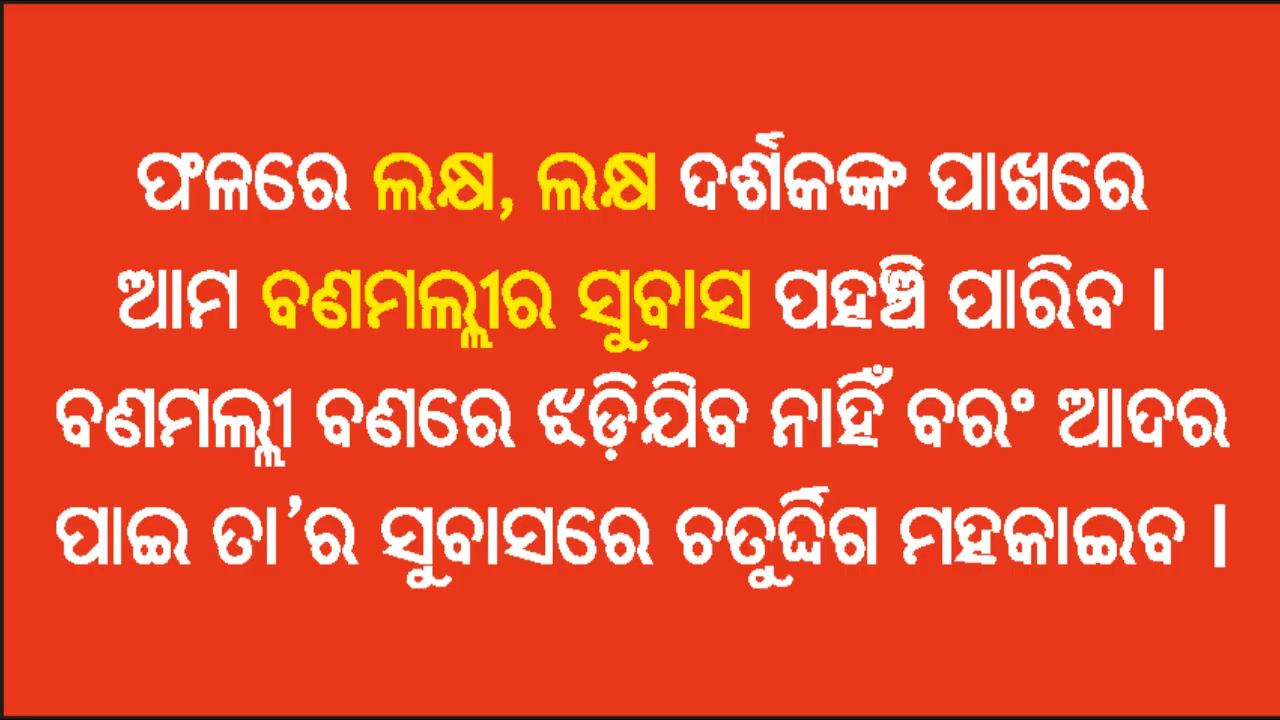 ଫଳରେ ଲକ୍ଷ, ଲକ୍ଷ ଦର୍ଶକଙ୍କ ପାଖରେ
ଆମ ବଣମଲ୍ଲୀର ସୁବାସ ପହଞ୍ଚି ପାରିବ ।
ବଣମଲ୍ଲୀ ବଣରେ ଝଡ଼ିଯିବ ନାହିଁ ବରଂ ଆଦର
ପାଇ ତା’ର ସୁବାସରେ ଚତୁର୍ଦ୍ଦିଗ ମହକାଇବ ।